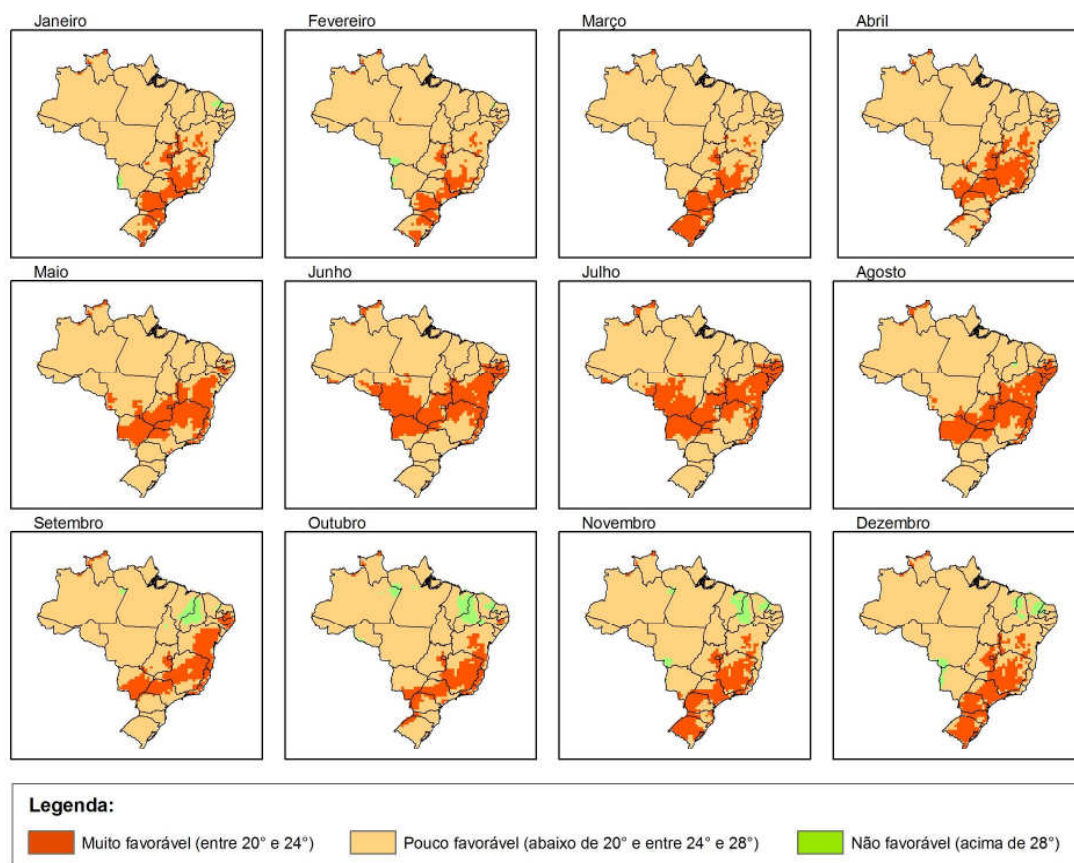 Janeiro Fevereiro Março Abril
Maio Junho Julho Agosto
Setembro Outubro Novembro Dezembro
Legenda:
Muito favorável (entre 20° e 24°) Pouco favorável (abaixo de 20° e entre 24° e 28°) Não favorável (acima de 28°)